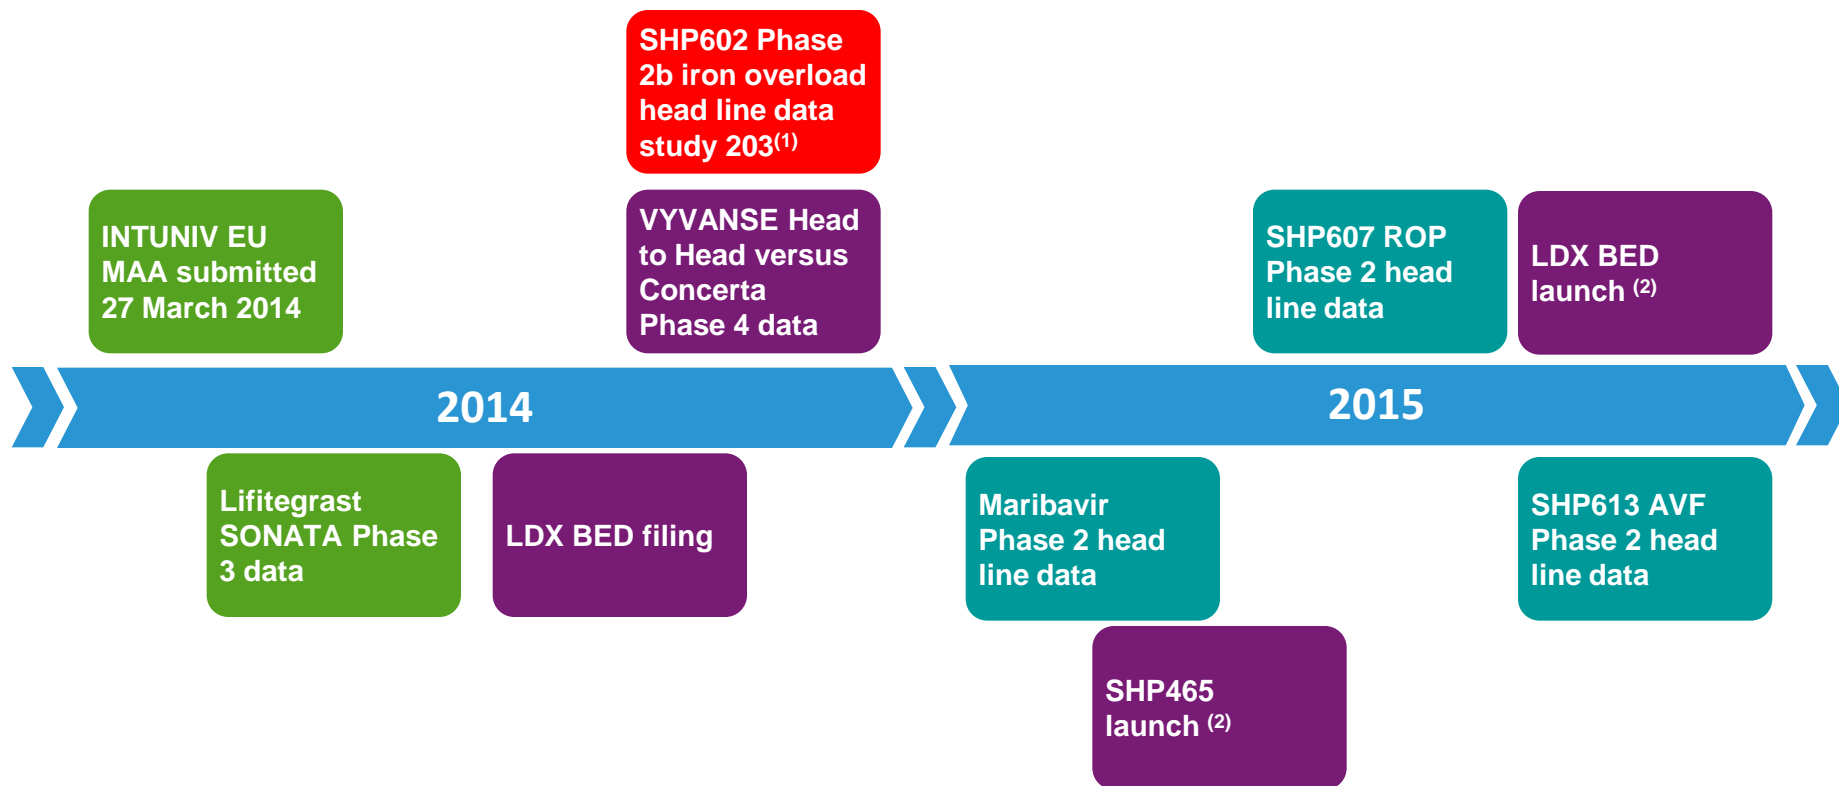 SHP602 Phase
2b iron overload
head line data
study 203(1)
INTUNIV EU
MAA submitted
27 March 2014
VYVANSE Head
to Head versus
Concerta
Phase 4 data
SHP607 ROP
Phase 2 head
line data
LDX BED
launch (2)
2014
2015
Lifitegrast
SONATA Phase
3 data
LDX BED filing
Maribavir
Phase 2 head
line data
SHP613 AVF
Phase 2 head
line data
SHP465
launch (2)